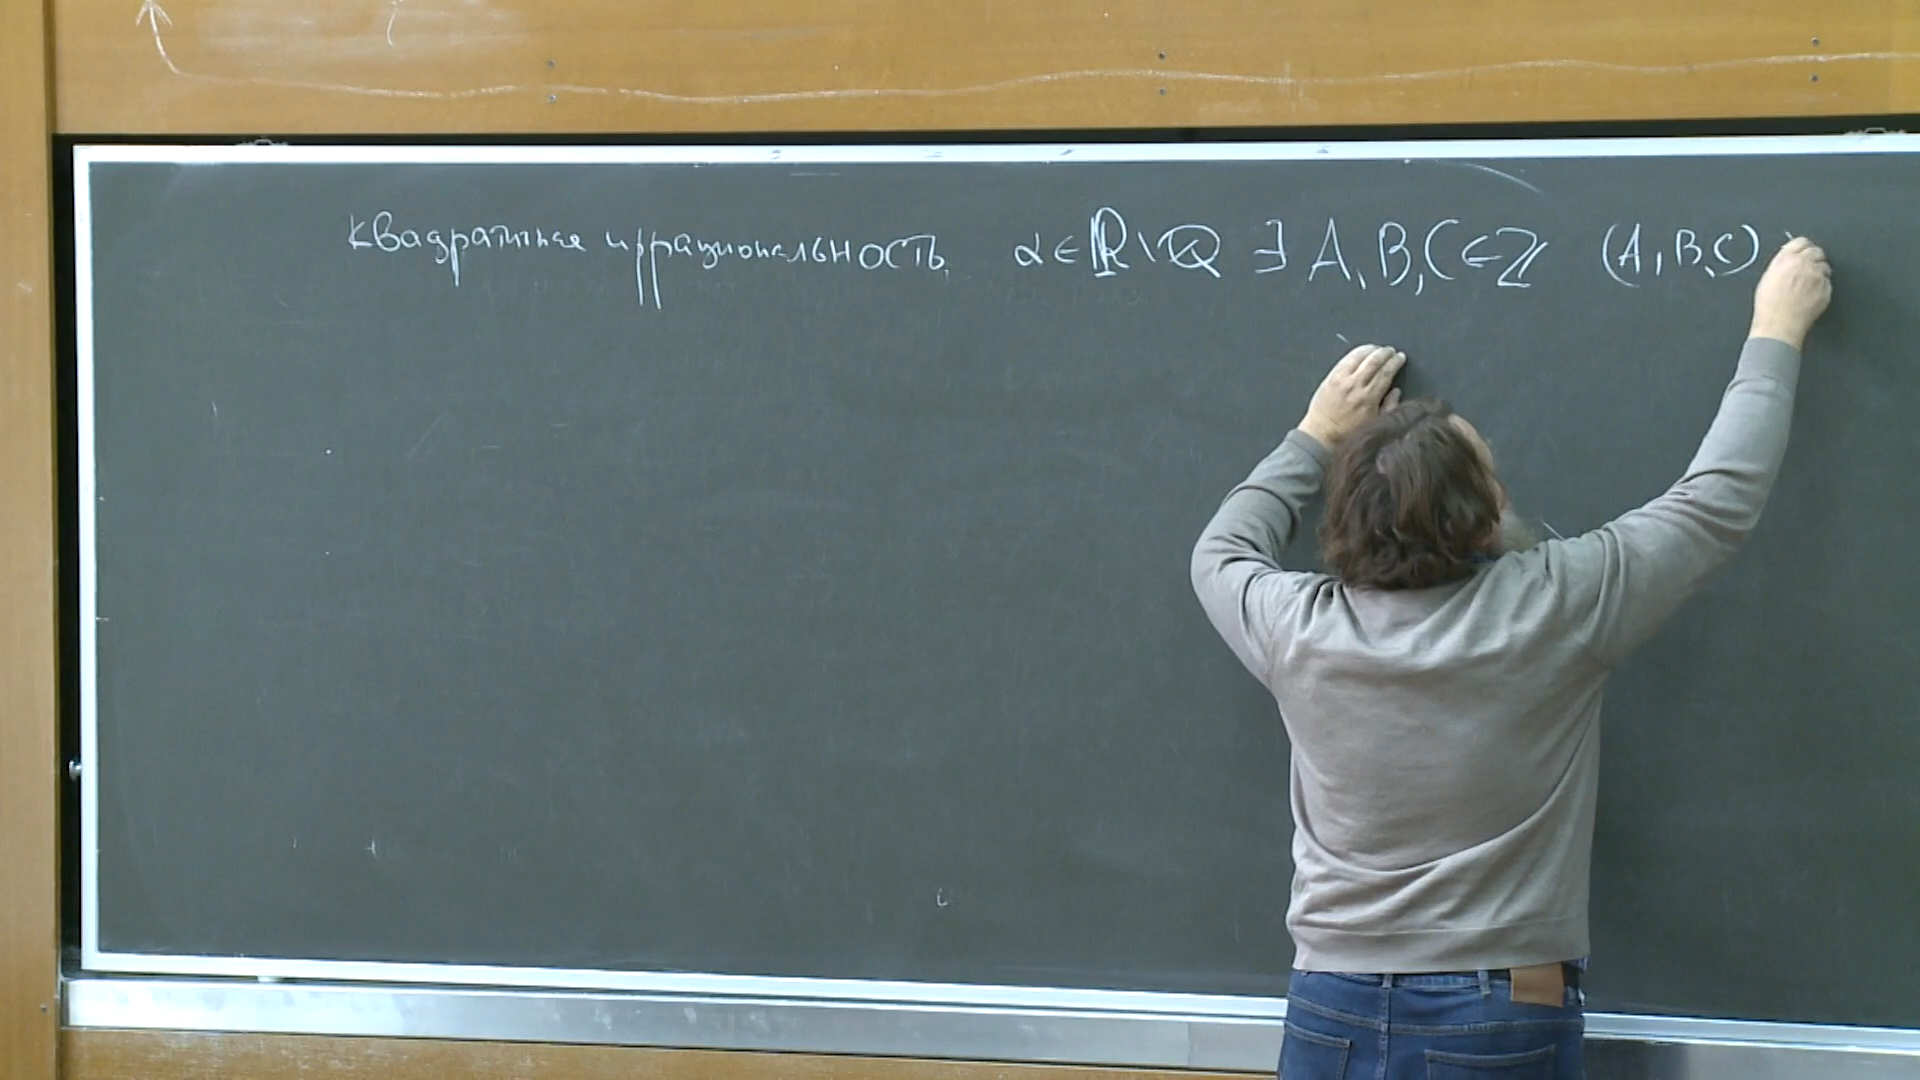 квадратичная иррациональность α ∈ ℝ \ ℚ ∃ A, B, C ∈ ℤ (A, B, C)